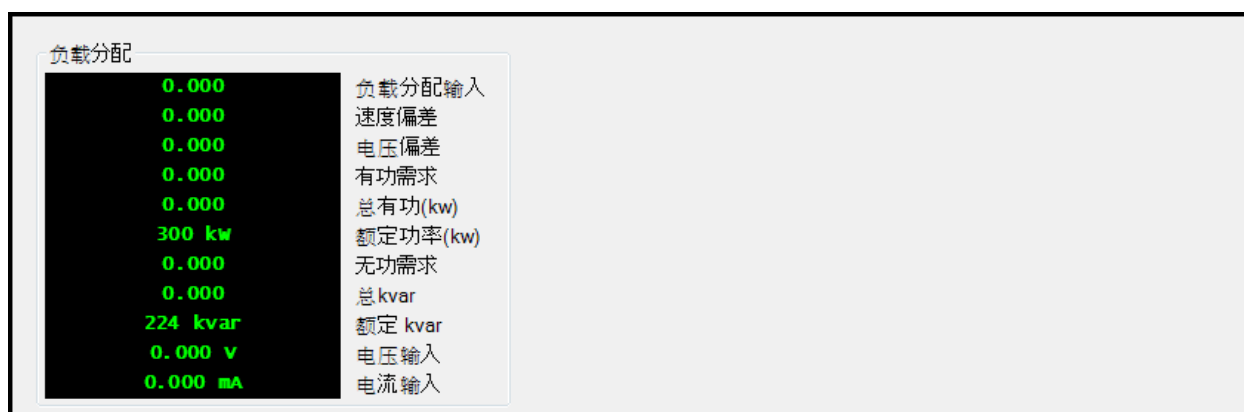 负载分配
0.000 负载分配输入
0.000 速度偏差
0.000 电压偏差
0.000 有功需求
0.000 总有功(kw)
300 kW 额定功率(kw)
0.000 无功需求
0.000 总kvar
224 kvar 额定 kvar
0.000 V 电压输入
0.000 mA 电流输入